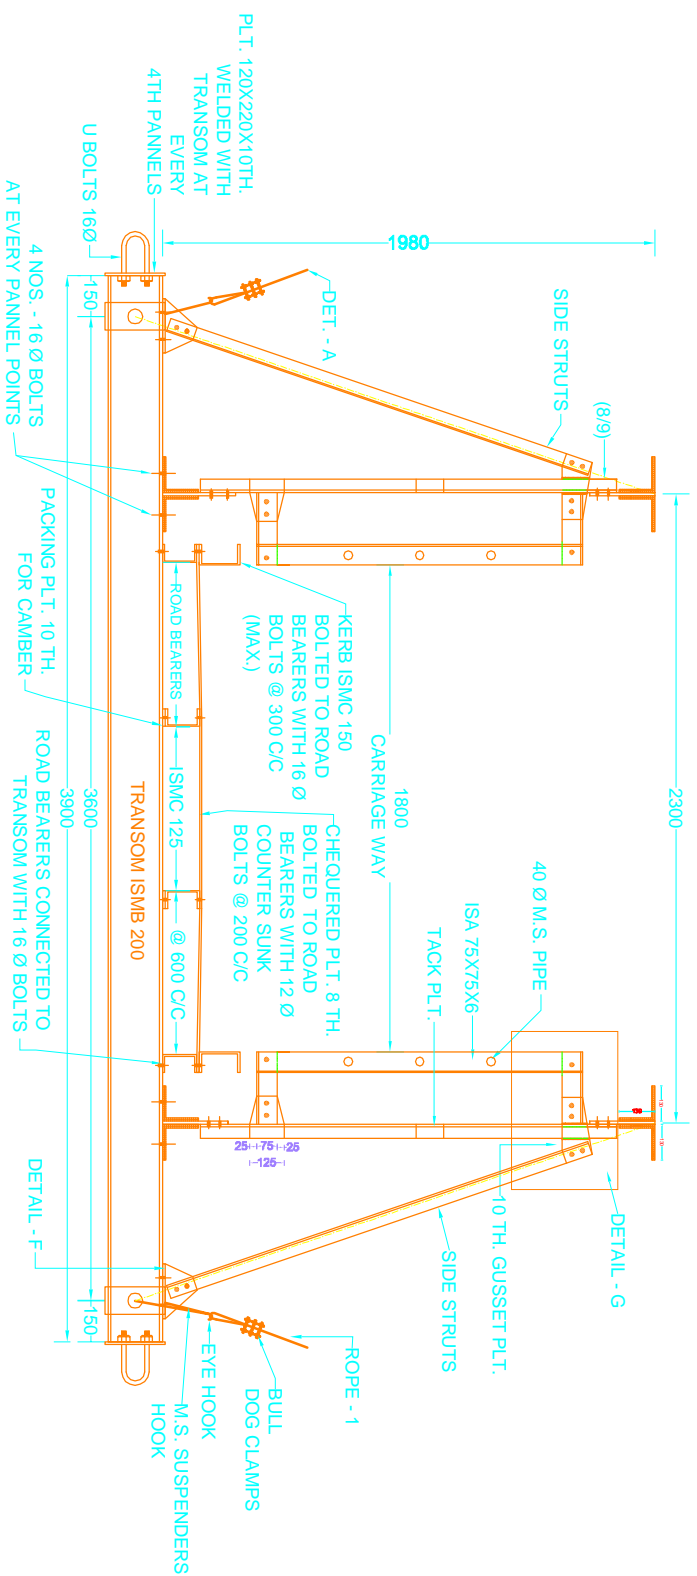 2300
1980
SIDE STRUTS
(8/9)
DET. - A
PLT. 120X220X10TH.
WELDED WITH
TRANSOM AT
EVERY
4TH PANNELS
U BOLTS 16Ø
4 NOS. - 16 Ø BOLTS
AT EVERY PANNEL POINTS
150
1800
CARRIAGE WAY
KERB ISMC 150
BOLTED TO ROAD
BEARERS WITH 16 Ø
BOLTS @ 300 C/C
(MAX.)
CHEQUERED PLT. 8 TH.
BOLTED TO ROAD
BEARERS WITH 12 Ø
COUNTER SUNK
BOLTS @ 200 C/C
40 Ø M.S. PIPE
ISA 75X75X6
TACK PLT.
130
130
130
DETAIL - G
10 TH. GUSSET PLT.
SIDE STRUTS
25 75 25
125
ROPE - 1
BULL
DOG CLAMPS
EYE HOOK
M.S. SUSPENDERS
HOOK
ROAD BEARERS
ISMC 125
@ 600 C/C
TRANSOM ISMB 200
3600
3900
150
PACKING PLT. 10 TH.
FOR CAMBER
ROAD BEARERS CONNECTED TO
TRANSOM WITH 16 Ø BOLTS
DETAIL - F